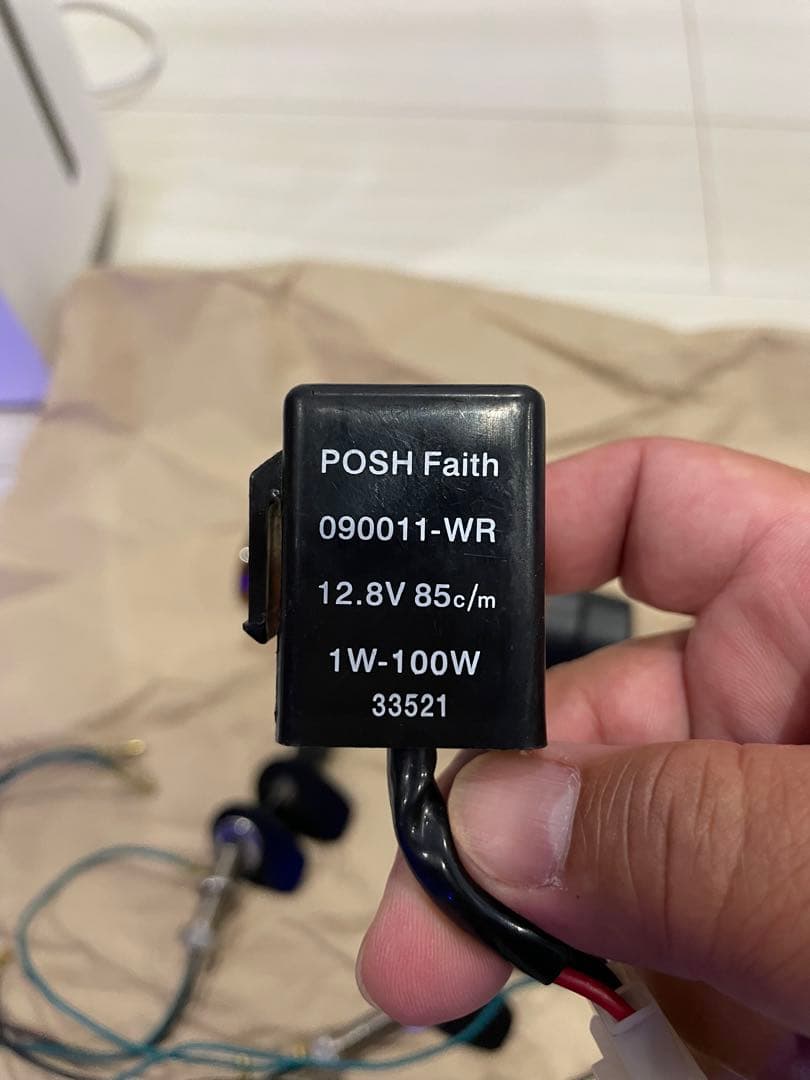 POSH Faith
090011-WR
12.8V 85c/m
1W-100W
33521